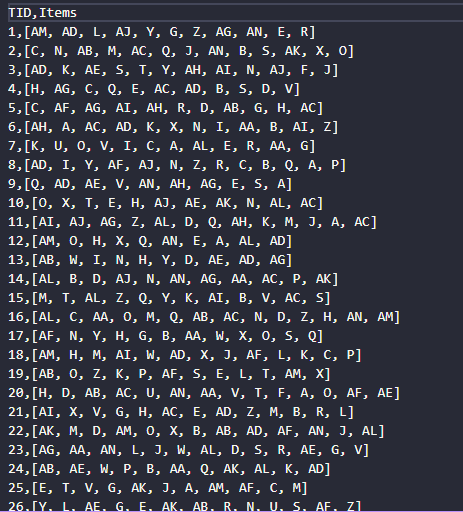 TID,Items
1,[AM, AD, L, AJ, Y, G, Z, AG, AN, E, R]
2,[C, N, AB, M, AC, Q, J, AN, B, S, AK, X, O]
3,[AD, K, AE, S, T, Y, AH, AI, N, AJ, F, J]
4,[H, AG, C, Q, E, AC, AD, B, S, D, V]
5,[C, AF, AG, AI, AH, R, D, AB, G, H, AC]
6,[AH, A, AC, AD, K, X, N, I, AA, B, AI, Z]
7,[K, U, O, V, I, C, A, AL, E, R, AA, G]
8,[AD, I, Y, AF, AJ, N, Z, R, C, B, Q, A, P]
9,[Q, AD, AE, V, AN, AH, AG, E, S, A]
10,[O, X, T, E, H, AJ, AE, AK, N, AL, AC]
11,[AI, AJ, AG, Z, AL, D, Q, AH, K, M, J, A, AC]
12,[AM, O, H, X, Q, AN, E, A, AL, AD]
13,[AB, W, I, N, H, Y, D, AE, AD, AG]
14,[AL, B, D, AJ, N, AN, AG, AA, AC, P, AK]
15,[M, T, AL, Z, Q, Y, K, AI, B, V, AC, S]
16,[AL, C, AA, O, M, Q, AB, AC, N, D, Z, H, AN, AM]
17,[AF, N, Y, H, G, B, AA, W, X, O, S, Q]
18,[AM, H, M, AI, W, AD, X, J, AF, L, K, C, P]
19,[AB, O, Z, K, P, AF, S, E, L, T, AM, X]
20,[H, D, AB, AC, U, AN, AA, V, T, F, A, O, AF, AE]
21,[AI, X, V, G, H, AC, E, AD, Z, M, B, R, L]
22,[AK, M, D, AM, O, X, B, AB, AD, AF, AN, J, AL]
23,[AG, AA, AN, L, J, W, AL, D, S, R, AE, G, V]
24,[AB, AE, W, P, B, AA, Q, AK, AL, K, AD]
25,[E, T, V, G, AK, J, A, AM, AF, C, M]
26,[Y, L, AE, G, E, AK, AB, R, N, U, S, AF, Z]